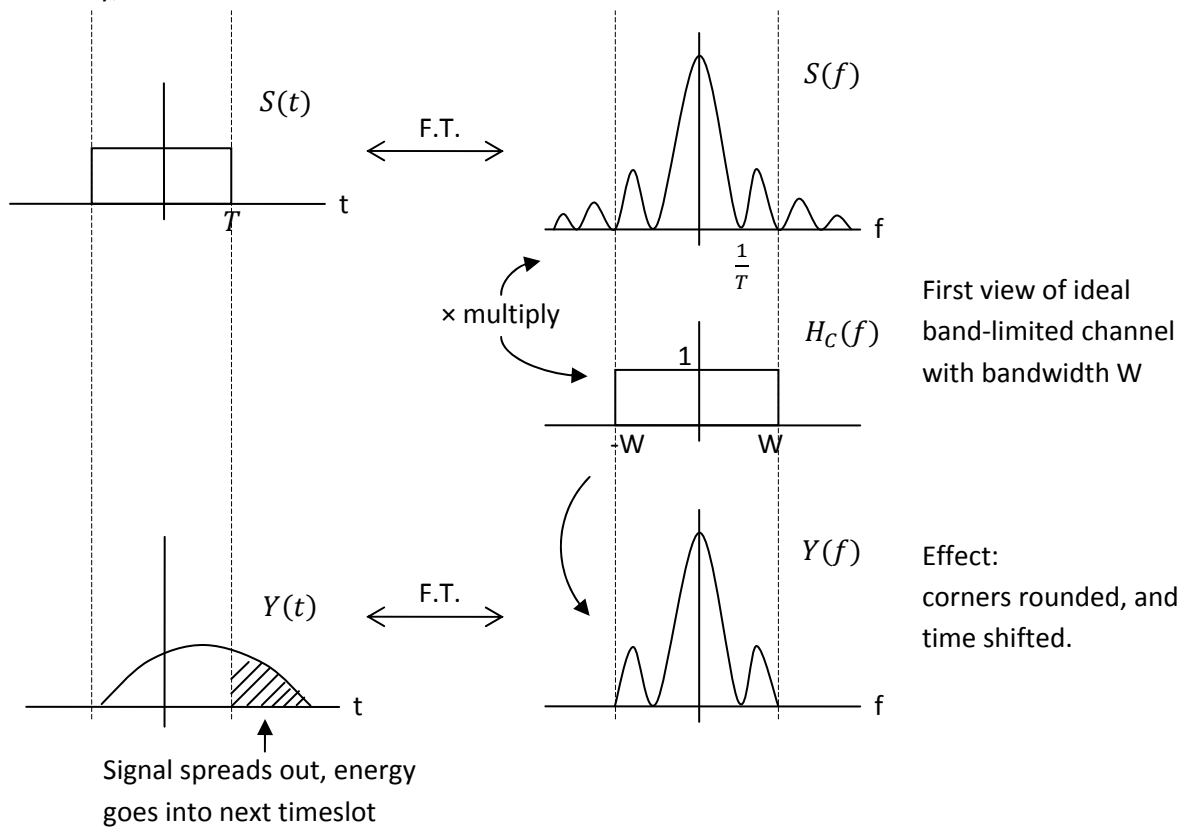 S(t)
F.T.
S(f)
t
T
f
1
T
× multiply
H_C(f)
1
-W
W
First view of ideal
band-limited channel
with bandwidth W
Y(t)
F.T.
Y(f)
t
f
Effect:
corners rounded, and
time shifted.
Signal spreads out, energy
goes into next timeslot